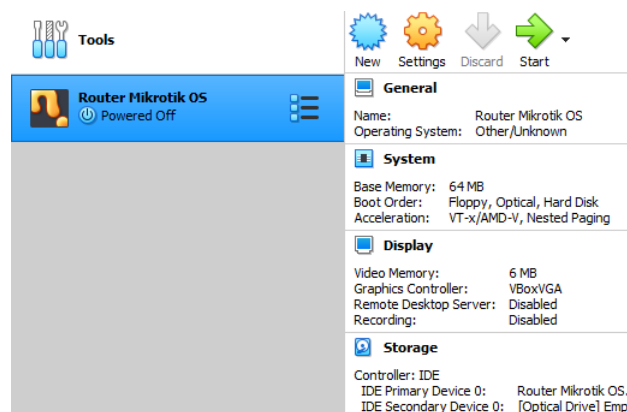 Tools
New Settings Discard Start
Router Mikrotik OS
Powered Off
General
Name: Router Mikrotik OS
Operating System: Other/Unknown
System
Base Memory: 64 MB
Boot Order: Floppy, Optical, Hard Disk
Acceleration: VT-x/AMD-V, Nested Paging
Display
Video Memory: 6 MB
Graphics Controller: VBoxVGA
Remote Desktop Server: Disabled
Recording: Disabled
Storage
Controller: IDE
IDE Primary Device 0: Router Mikrotik OS.
IDE Secondary Device 0: [Optical Drive] Emp